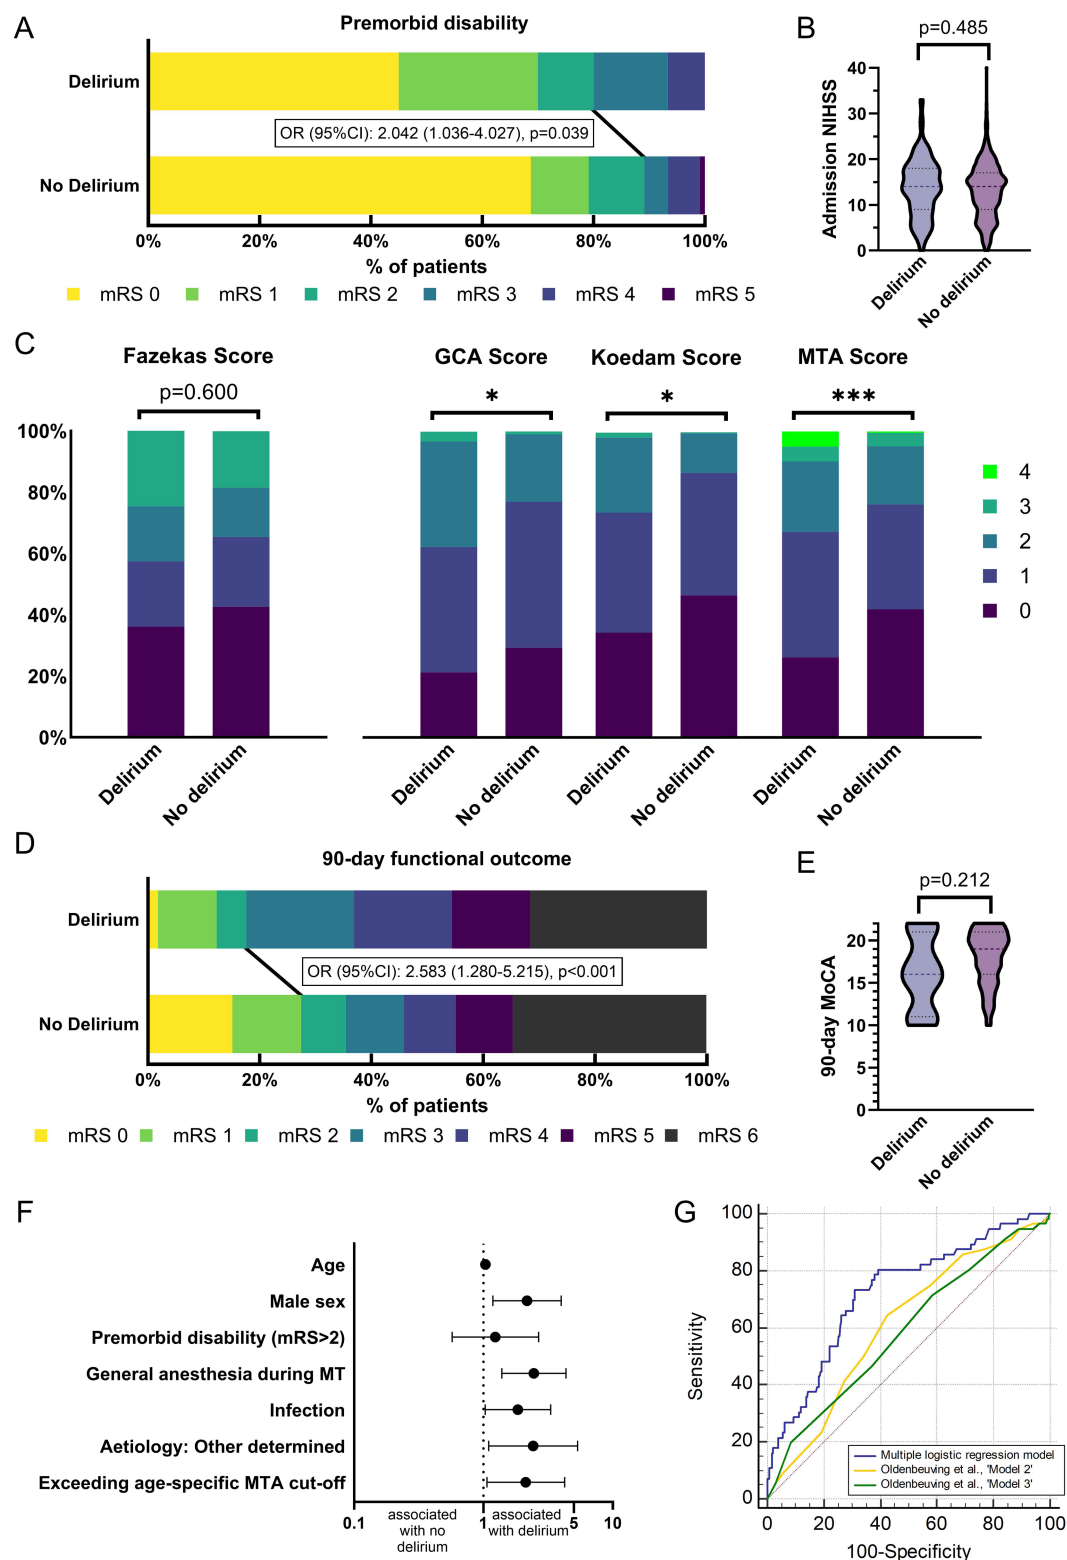 A
Premorbid disability
Delirium
OR (95%CI): 2.042 (1.036-4.027), p=0.039
No Delirium
0% 20% 40% 60% 80% 100%
% of patients
mRS 0 mRS 1 mRS 2 mRS 3 mRS 4 mRS 5
B
p=0.485
Admission NIHSS
40
30
20
10
0
Delirium No delirium
C
Fazekas Score GCA Score Koedam Score MTA Score
p=0.600 * * ***
100%
80%
60%
40%
20%
0%
4
3
2
1
0
Delirium No delirium Delirium No delirium Delirium No delirium Delirium No delirium
D
90-day functional outcome
Delirium
OR (95%CI): 2.583 (1.280-5.215), p<0.001
No Delirium
0% 20% 40% 60% 80% 100%
% of patients
mRS 0 mRS 1 mRS 2 mRS 3 mRS 4 mRS 5 mRS 6
E
p=0.212
90-day MoCA
20
15
10
5
0
Delirium No delirium
F
Age
Male sex
Premorbid disability (mRS>2)
General anesthesia during MT
Infection
Aetiology: Other determined
Exceeding age-specific MTA cut-off
0.1 1 5 10
associated with no delirium
associated with delirium
G
Sensitivity
100
80
60
40
20
0
Multiple logistic regression model
Oldenbeuving et al., 'Model 2'
Oldenbeuving et al., 'Model 3'
0 20 40 60 80 100
100-Specificity